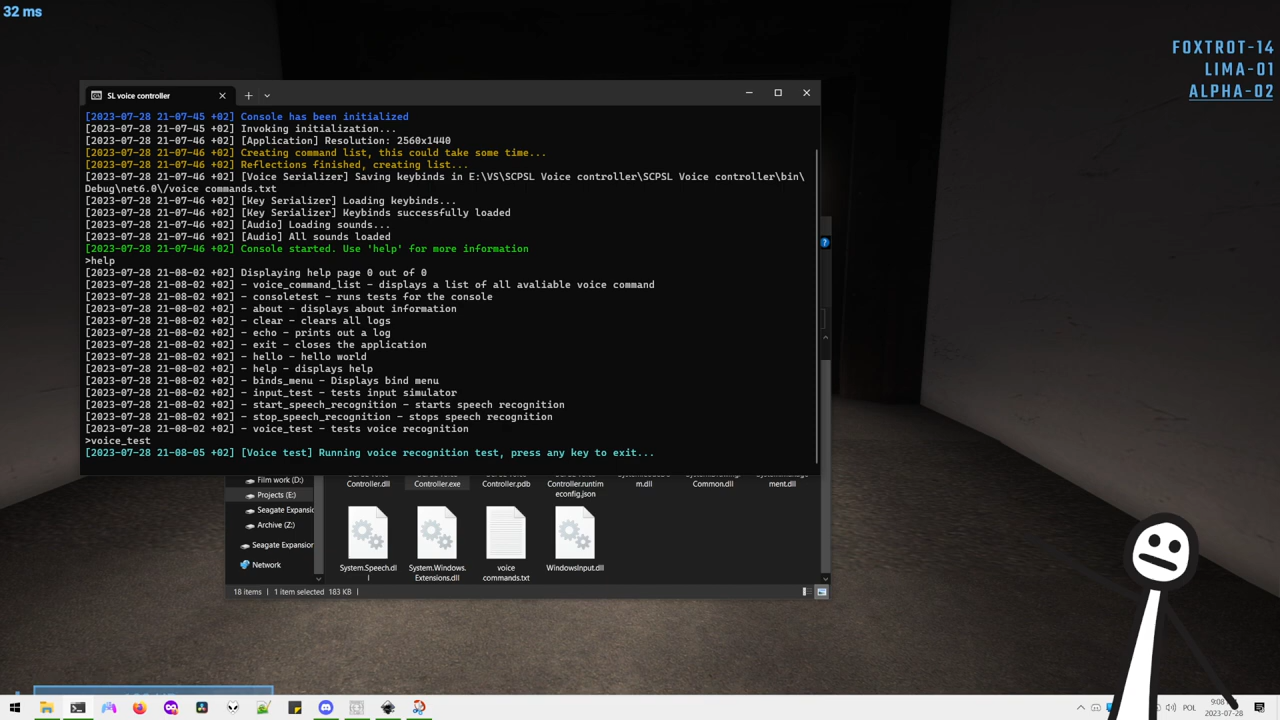 32 ms
FOXTROT-14
LIMA-01
ALPHA-02
SL voice controller
[2023-07-28 21-07-45 +02] Console has been initialized
[2023-07-28 21-07-45 +02] Invoking initialization...
[2023-07-28 21-07-46 +02] [Application] Resolution: 2560x1440
[2023-07-28 21-07-46 +02] Creating command list, this could take some time...
[2023-07-28 21-07-46 +02] Reflections finished, creating list...
[2023-07-28 21-07-46 +02] [Voice Serializer] Saving keybinds in E:\VS\SCPSL Voice controller\SCPSL Voice controller\bin\
Debug\net6.0\/voice commands.txt
[2023-07-28 21-07-46 +02] [Key Serializer] Loading keybinds...
[2023-07-28 21-07-46 +02] [Key Serializer] Keybinds successfully loaded
[2023-07-28 21-07-46 +02] [Audio] Loading sounds...
[2023-07-28 21-07-46 +02] [Audio] All sounds loaded
[2023-07-28 21-07-46 +02] Console started. Use 'help' for more information
>help
[2023-07-28 21-08-02 +02] Displaying help page 0 out of 0
[2023-07-28 21-08-02 +02] - voice_command_list - displays a list of all avaliable voice command
[2023-07-28 21-08-02 +02] - consoletest - runs tests for the console
[2023-07-28 21-08-02 +02] - about - displays about information
[2023-07-28 21-08-02 +02] - clear - clears all logs
[2023-07-28 21-08-02 +02] - echo - prints out a log
[2023-07-28 21-08-02 +02] - exit - closes the application
[2023-07-28 21-08-02 +02] - hello - hello world
[2023-07-28 21-08-02 +02] - help - displays help
[2023-07-28 21-08-02 +02] - binds_menu - Displays bind menu
[2023-07-28 21-08-02 +02] - input_test - tests input simulator
[2023-07-28 21-08-02 +02] - start_speech_recognition - starts speech recognition
[2023-07-28 21-08-02 +02] - stop_speech_recognition - stops speech recognition
[2023-07-28 21-08-02 +02] - voice_test - tests voice recognition
>voice_test
[2023-07-28 21-08-05 +02] [Voice test] Running voice recognition test, press any key to exit...
Film work (D:)
Projects (E:)
Seagate Expansio
Archive (Z:)
Seagate Expansion
Network
Controller.dll
Controller.exe
Controller.pdb
Controller.runtim
econfig.json
Common.dll
ment.dll
System.Speech.dl
l
System.Windows.
Extensions.dll
voice
commands.txt
WindowsInput.dll
18 items
1 item selected 183 KB
POL
9:08
2023-07-28